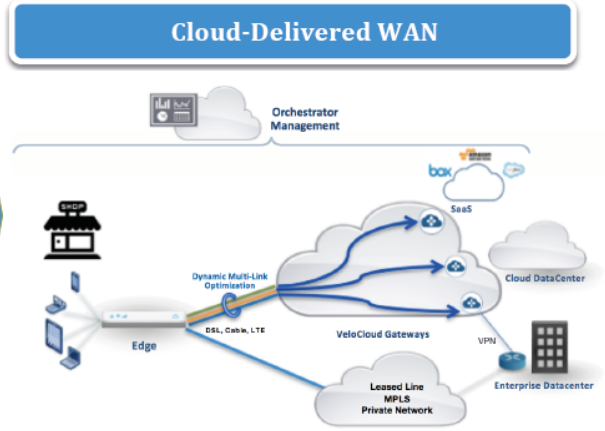 Cloud-Delivered WAN
Orchestrator
Management
amazon
box
SaaS
SHOP
Dynamic Multi-Link
Optimization
Cloud DataCenter
DSL, Cable, LTE
VeloCloud Gateways
Edge
VPN
Leased Line
MPLS
Private Network
Enterprise Datacenter